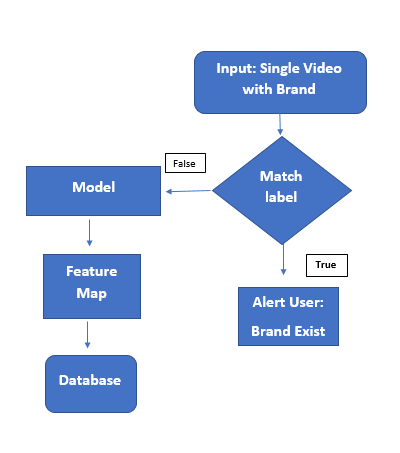 Input: Single Video
with Brand
Match
label
False
Model
True
Feature
Map
Alert User:
Brand Exist
Database